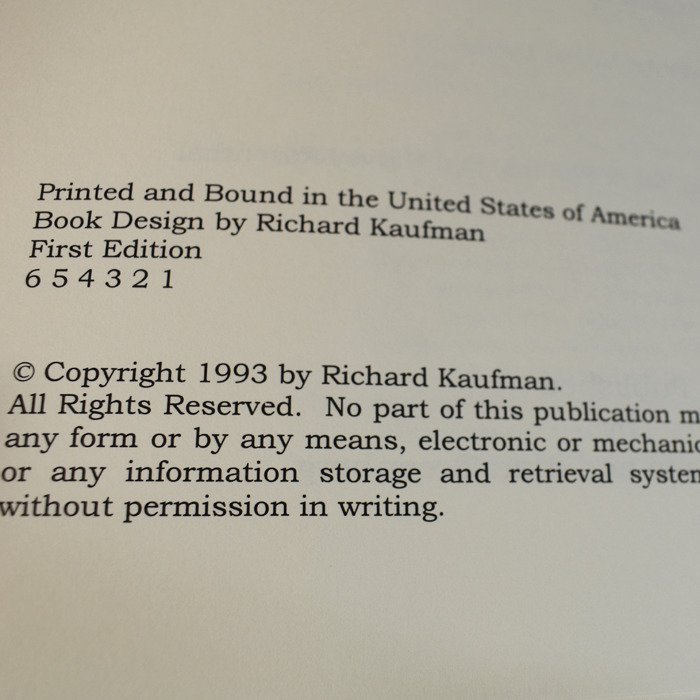 Printed and Bound in the United States of America
Book Design by Richard Kaufman
First Edition
6 5 4 3 2 1
© Copyright 1993 by Richard Kaufman.
All Rights Reserved. No part of this publication m
any form or by any means, electronic or mechanic
or any information storage and retrieval system
without permission in writing.